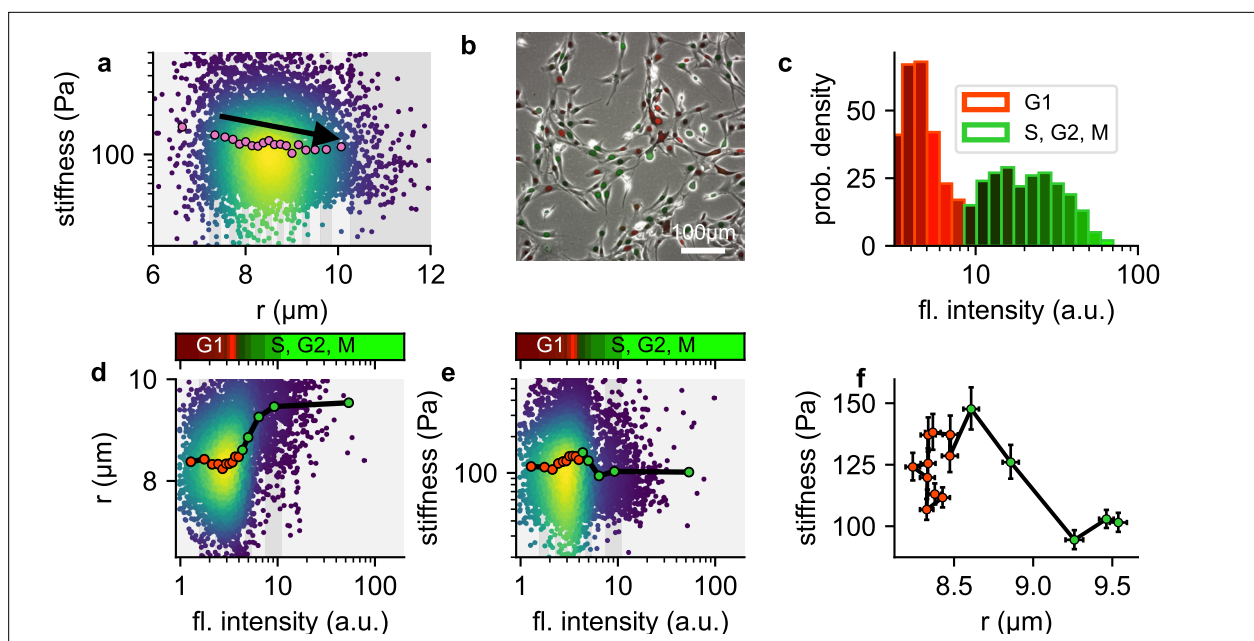 a
stiffness (Pa)
100
6 8 10 12
r (µm)
b
100µm
c
prob. density
50
25
0
G1
S, G2, M
10 100
fl. intensity (a.u.)
G1 S, G2, M
d
r (µm)
10
8
1 10 100
fl. intensity (a.u.)
G1 S, G2, M
e
stiffness (Pa)
100
1 10 100
fl. intensity (a.u.)
f
stiffness (Pa)
150
125
100
8.5 9.0 9.5
r (µm)